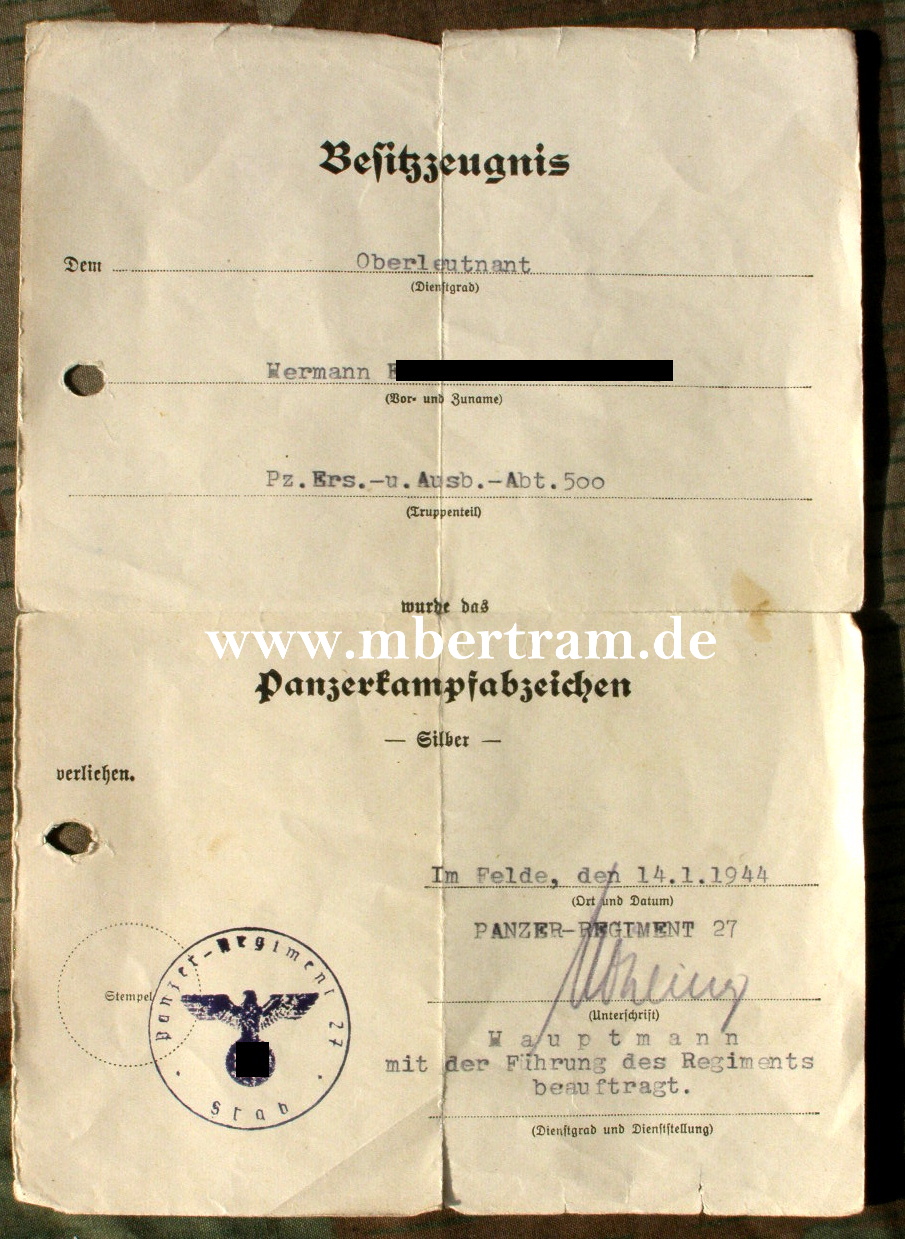 Besitzzeugnis
Dem Oberleutnant
(Dienstgrad)
Hermann
(Vor- und Zuname)
Pz.Ers.-u.Ausb.-Abt.500
(Truppenteil)
wurde das
www.mbertram.de
Panzerkampfabzeichen
— Silber —
verliehen.
Im Felde, den 14.1.1944
(Ort und Datum)
PANZER-REGIMENT 27
Stempel
Panzer-Regiment 27
Stab
(Unterschrift)
Hauptmann
mit der Führung des Regiments
beauftragt.
(Dienstgrad und Dienststellung)